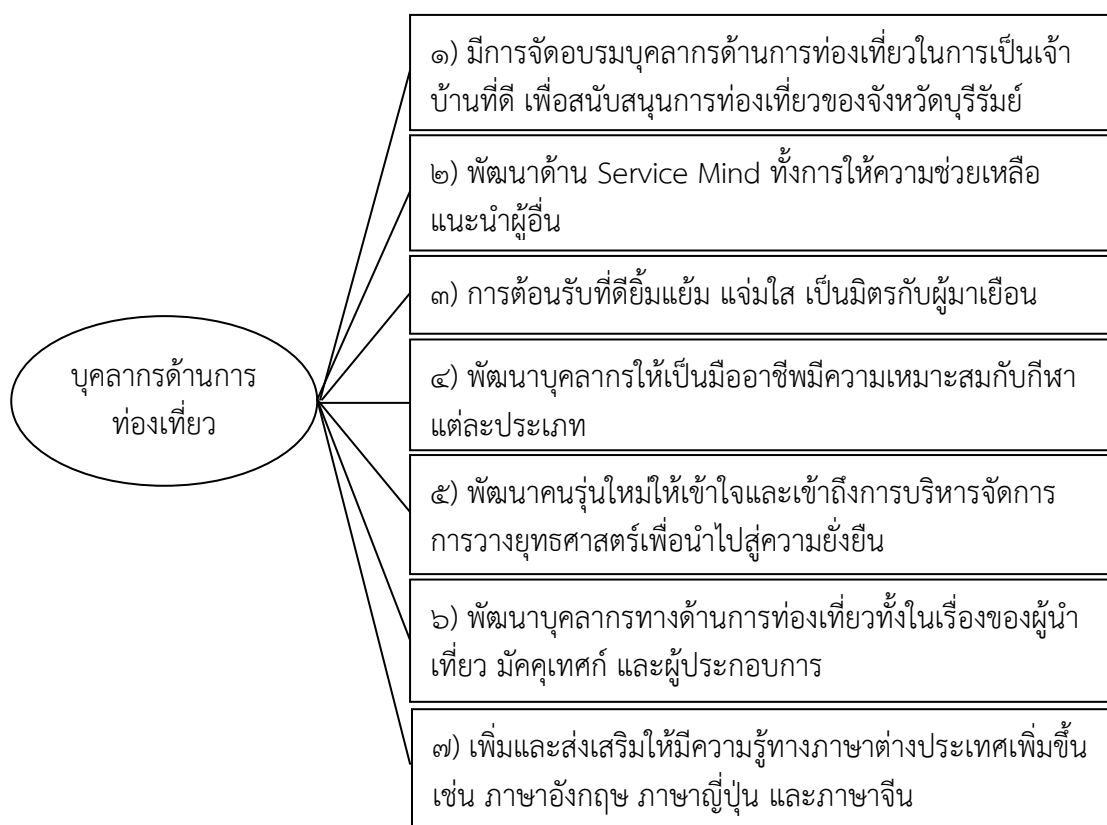 ๑) มีการจัดอบรมบุคลากรด้านการท่องเที่ยวในการเป็นเจ้า
บ้านที่ดี เพื่อสนับสนุนการท่องเที่ยวของจังหวัดบุรีรัมย์
๒) พัฒนาด้าน Service Mind ทั้งการให้ความช่วยเหลือ
แนะนำผู้อื่น
๓) การต้อนรับที่ดียิ้มแย้ม แจ่มใส เป็นมิตรกับผู้มาเยือน
บุคลากรด้านการ
ท่องเที่ยว
๔) พัฒนาบุคลากรให้เป็นมืออาชีพมีความเหมาะสมกับกีฬา
แต่ละประเภท
๕) พัฒนาคนรุ่นใหม่ให้เข้าใจและเข้าถึงการบริหารจัดการ
การวางยุทธศาสตร์เพื่อนำไปสู่ความยั่งยืน
๖) พัฒนาบุคลากรทางด้านการท่องเที่ยวทั้งในเรื่องของผู้นำ
เที่ยว มัคคุเทศก์ และผู้ประกอบการ
๗) เพิ่มและส่งเสริมให้มีความรู้ทางภาษาต่างประเทศเพิ่มขึ้น
เช่น ภาษาอังกฤษ ภาษาญี่ปุ่น และภาษาจีน